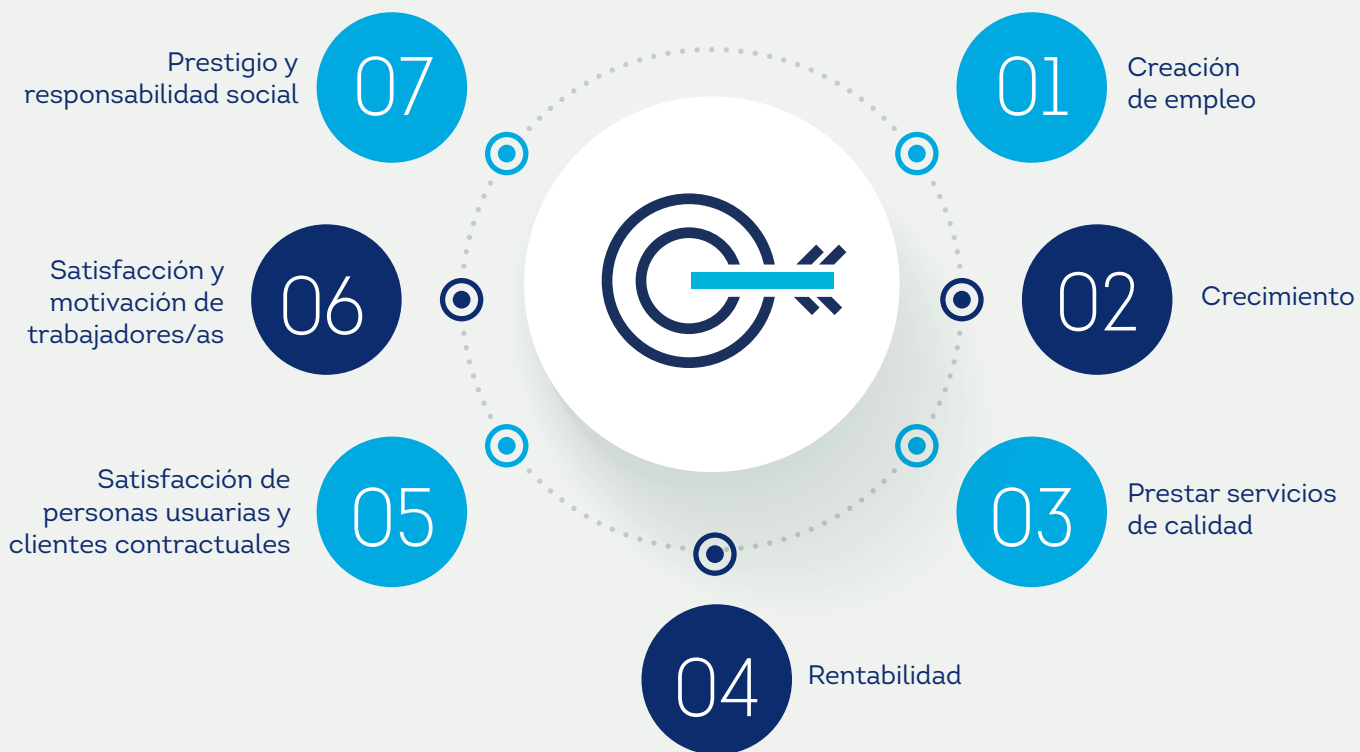 01
Creación
de empleo
02
Crecimiento
03
Prestar servicios
de calidad
04
Rentabilidad
05
Satisfacción de
personas usuarias y
clientes contractuales
06
Satisfacción y
motivación de
trabajadores/as
07
Prestigio y
responsabilidad social